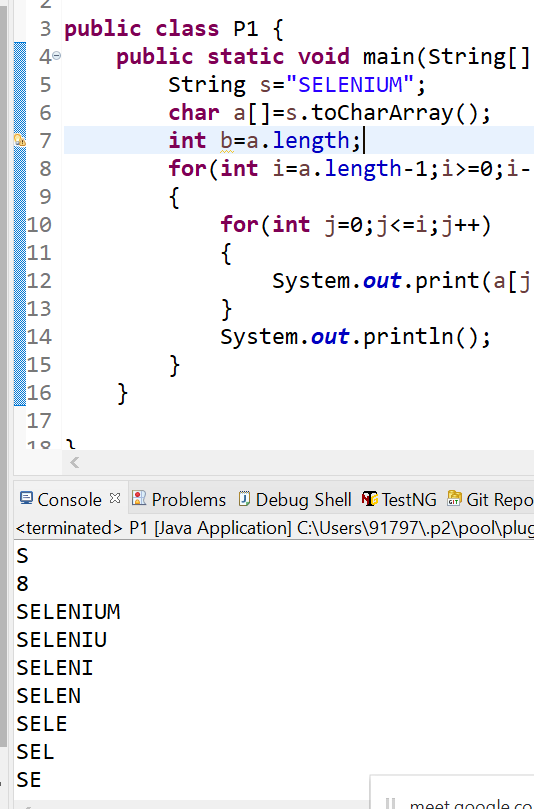 2
3 public class P1 {
4 public static void main(String[]
5 String s="SELENIUM";
6 char a[]=s.toCharArray();
7 int b=a.length;
8 for(int i=a.length-1;i>=0;i-
9 {
10 for(int j=0;j<=i;j++)
11 {
12 System.out.print(a[j
13 }
14 System.out.println();
15 }
16 }
17
18 }
Console Problems Debug Shell TestNG Git Repo
<terminated> P1 [Java Application] C:\Users\91797\.p2\pool\plug
S
8
SELENIUM
SELENIU
SELENI
SELEN
SELE
SEL
SE
meet.google.co